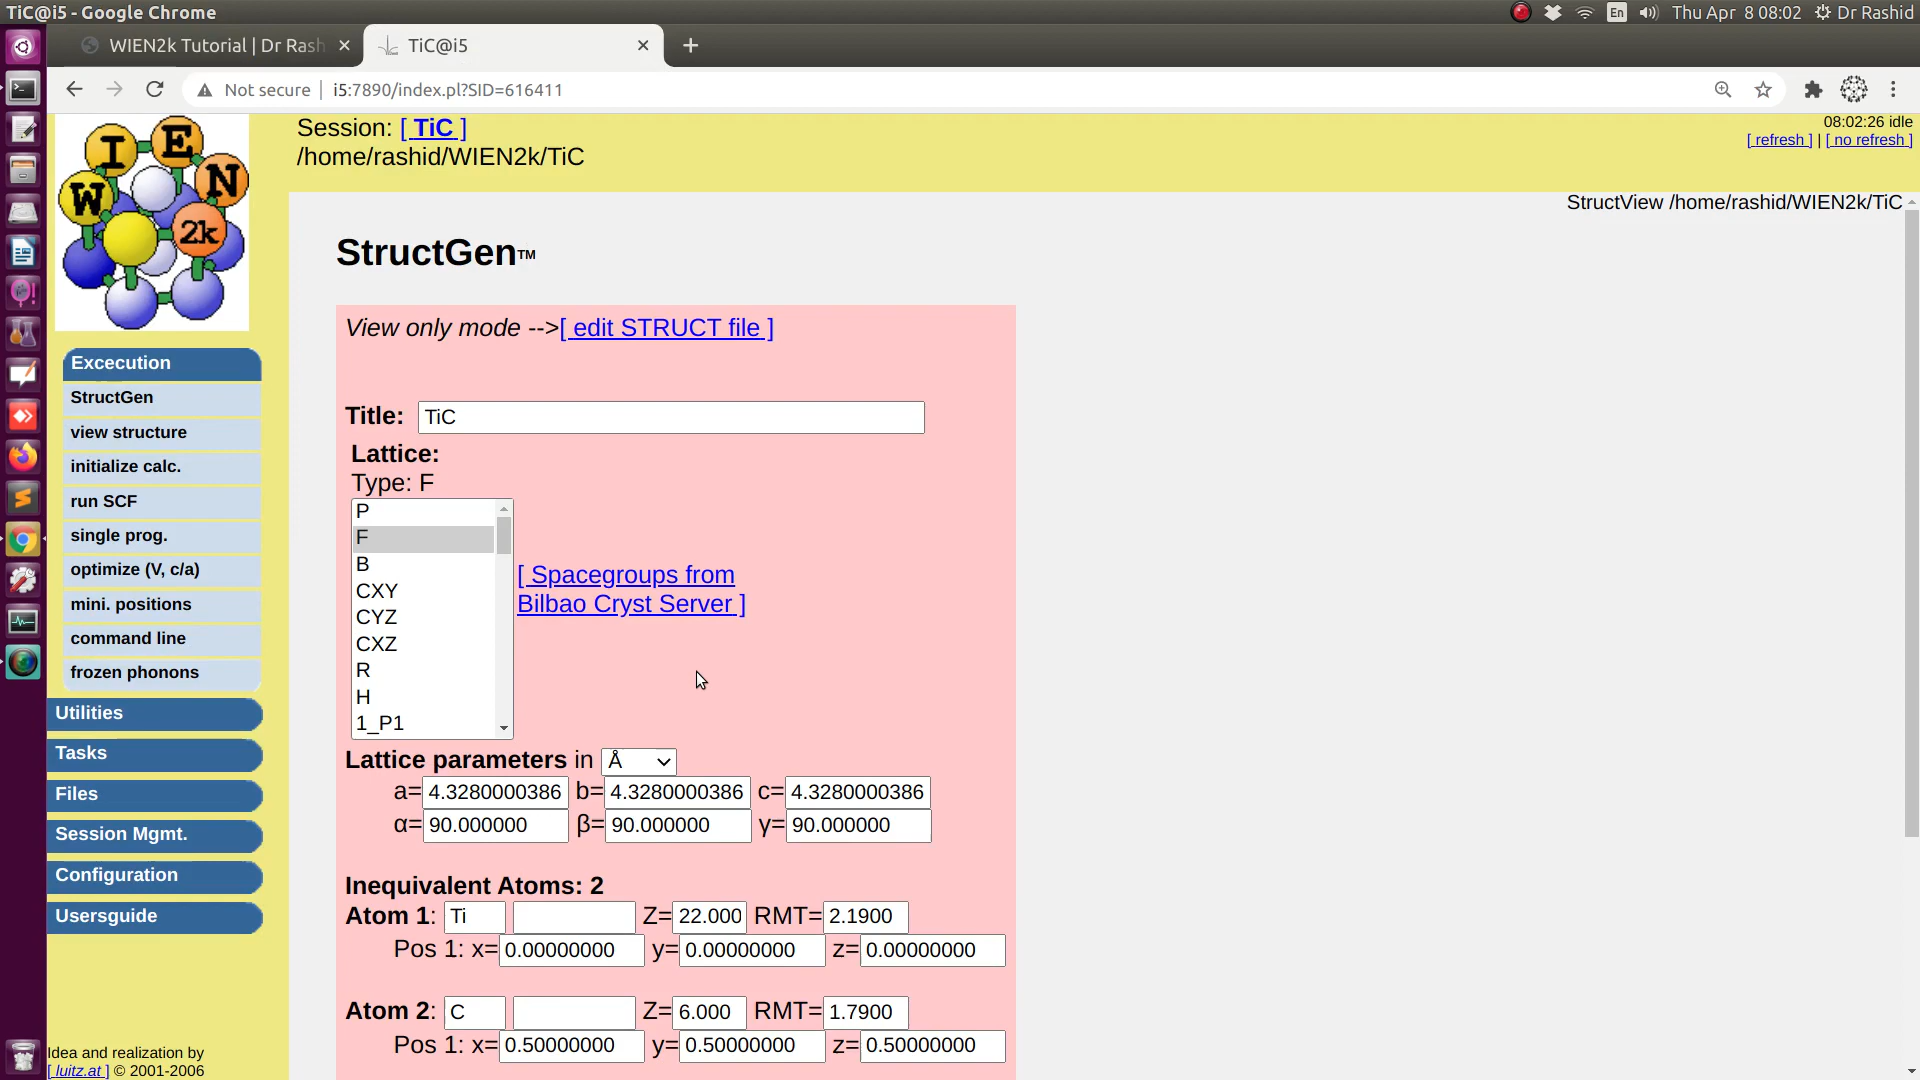 TiC@i5 - Google Chrome
En
Thu Apr 8 08:02
Dr Rashid
WIEN2k Tutorial | Dr Rash
TiC@i5
Not secure
i5:7890/index.pl?SID=616411
W I E N 2k
Session: [ TiC ]
/home/rashid/WIEN2k/TiC
08:02:26 idle
[ refresh ] | [ no refresh ]
StructView /home/rashid/WIEN2k/TiC
StructGen™
View only mode -->[ edit STRUCT file ]
Title: TiC
Lattice:
Type: F
P
F
B
CXY
CYZ
CXZ
R
H
1_P1
[ Spacegroups from
Bilbao Cryst Server ]
Lattice parameters in Å
a= 4.3280000386 b= 4.3280000386 c= 4.3280000386
α= 90.000000 β= 90.000000 γ= 90.000000
Inequivalent Atoms: 2
Atom 1: Ti Z= 22.000 RMT= 2.1900
Pos 1: x= 0.00000000 y= 0.00000000 z= 0.00000000
Atom 2: C Z= 6.000 RMT= 1.7900
Pos 1: x= 0.50000000 y= 0.50000000 z= 0.50000000
Excecution
StructGen
view structure
initialize calc.
run SCF
single prog.
optimize (V, c/a)
mini. positions
command line
frozen phonons
Utilities
Tasks
Files
Session Mgmt.
Configuration
Usersguide
Idea and realization by
[ luitz.at ] © 2001-2006